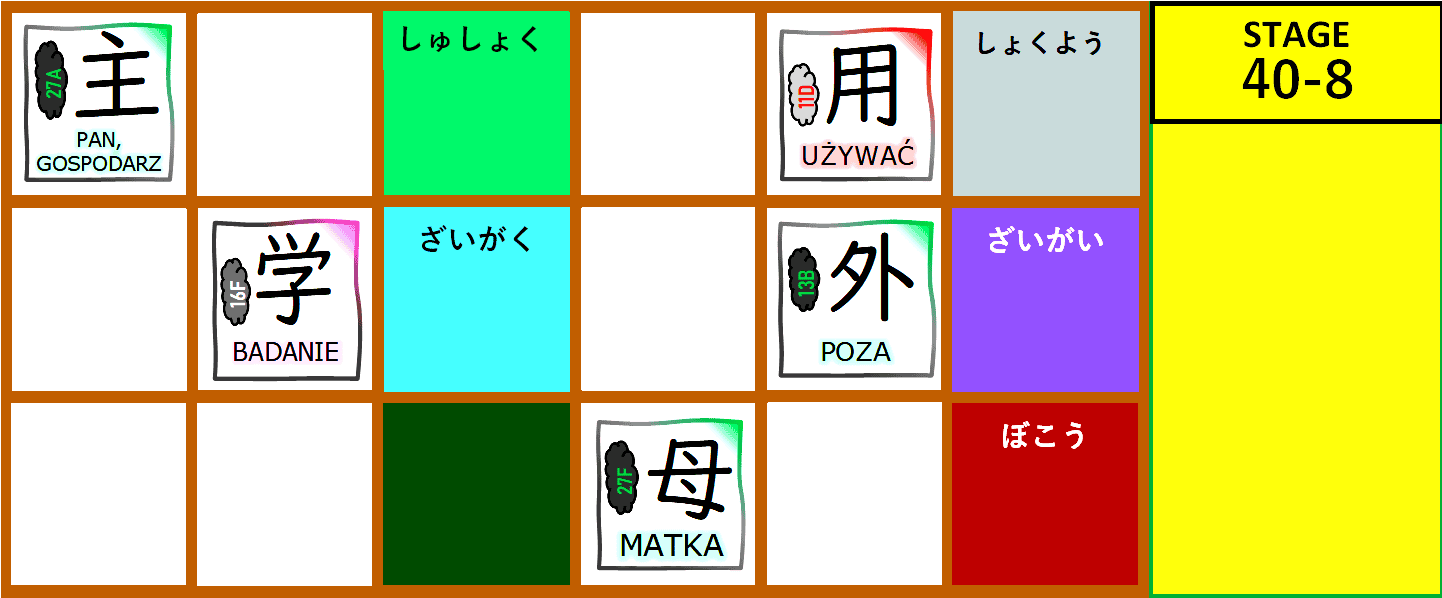 27A
主
PAN,
GOSPODARZ
しゅしょく
11D
用
UŻYWAĆ
しょくよう
STAGE
40-8
16F
学
BADANIE
ざいがく
13B
外
POZA
ざいがい
27F
母
MATKA
ぼこう